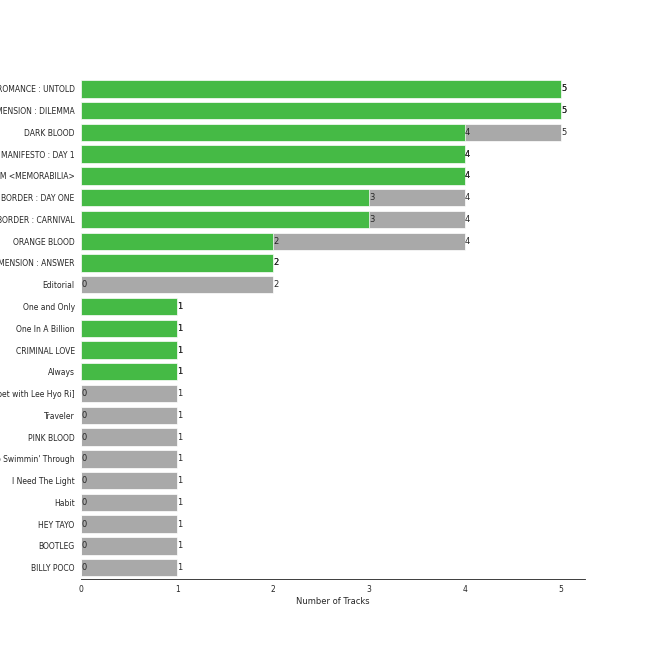 ROMANCE : UNTOLD 5
MENSION : DILEMMA 5
DARK BLOOD 4 5
MANIFESTO : DAY 1 4
M <MEMORABILIA> 4
BORDER : DAY ONE 3 4
BORDER : CARNIVAL 3 4
ORANGE BLOOD 2 4
MENSION : ANSWER 2
Editorial 0 2
One and Only 1
One In A Billion 1
CRIMINAL LOVE 1
Always 1
pet with Lee Hyo Ri] 0 1
Traveler 0 1
PINK BLOOD 0 1
Swimmin' Through 0 1
I Need The Light 0 1
Habit 0 1
HEY TAYO 0 1
BOOTLEG 0 1
BILLY POCO 0 1
0 1 2 3 4 5
Number of Tracks